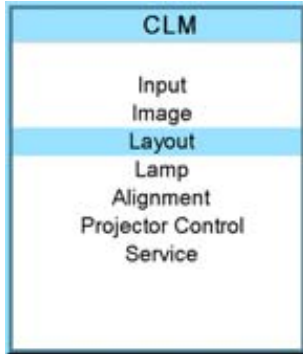 CLM
Input
Image
Layout
Lamp
Alignment
Projector Control
Service